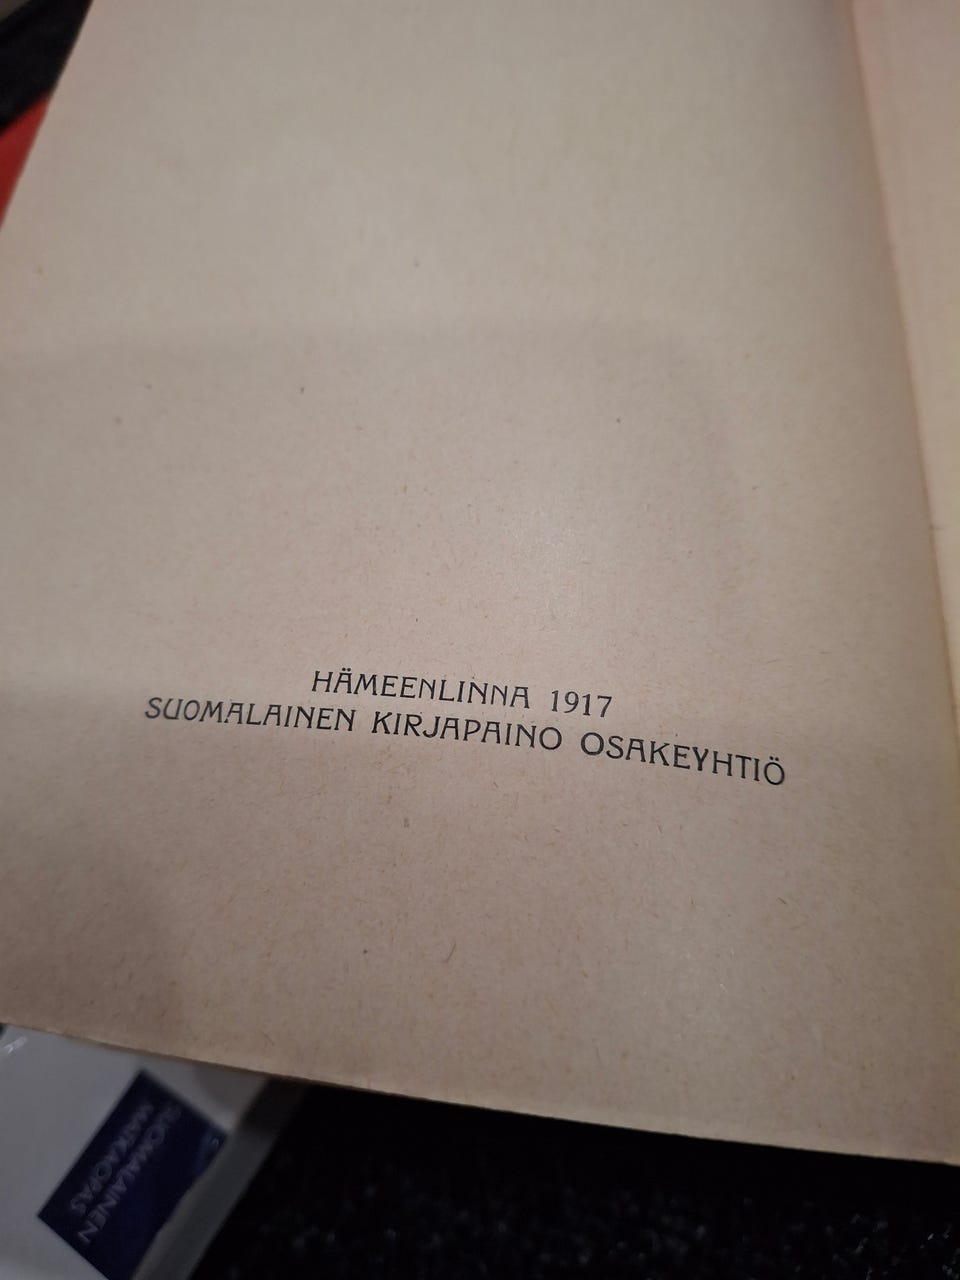 HÄMEENLINNA 1917
SUOMALAINEN KIRJAPAINO OSAKEYHTIÖ
SUOMALAINEN
MATKAOPAS